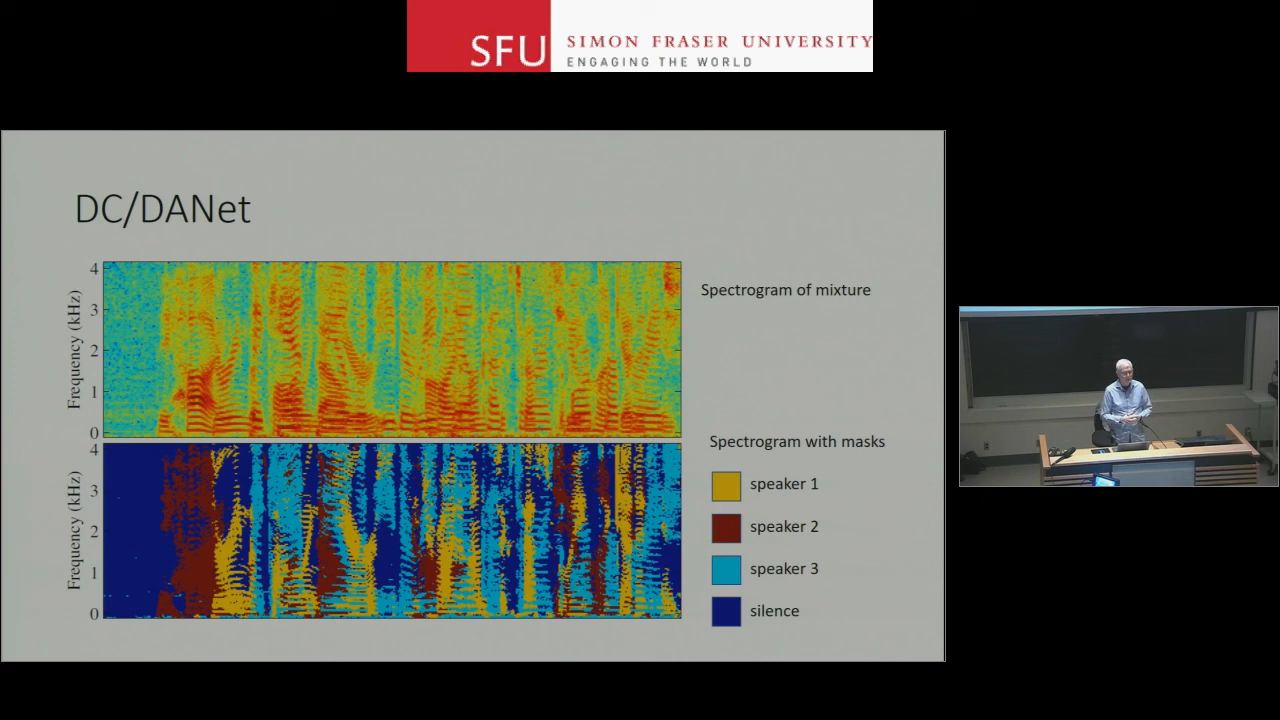 SFU
SIMON FRASER UNIVERSITY
ENGAGING THE WORLD
DC/DANet
Frequency (kHz)
4
3
2
1
0
Spectrogram of mixture
Frequency (kHz)
4
3
2
1
0
Spectrogram with masks
speaker 1
speaker 2
speaker 3
silence